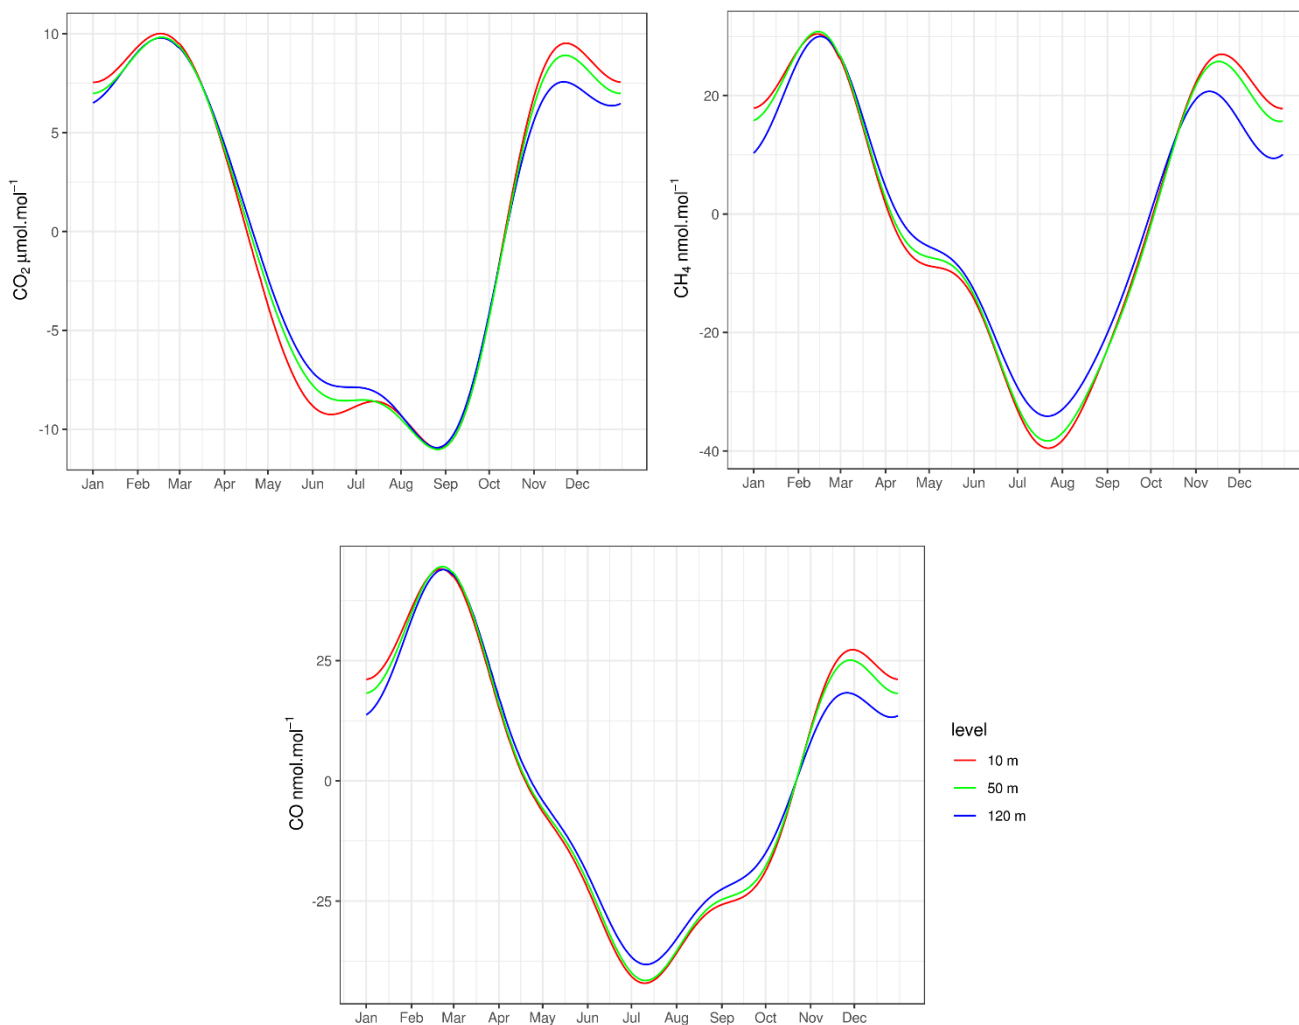 CO₂ µmol.mol⁻¹
10
5
0
-5
-10
Jan Feb Mar Apr May Jun Jul Aug Sep Oct Nov Dec
CH₄ nmol.mol⁻¹
20
0
-20
-40
Jan Feb Mar Apr May Jun Jul Aug Sep Oct Nov Dec
CO nmol.mol⁻¹
25
0
-25
Jan Feb Mar Apr May Jun Jul Aug Sep Oct Nov Dec
level
10 m
50 m
120 m